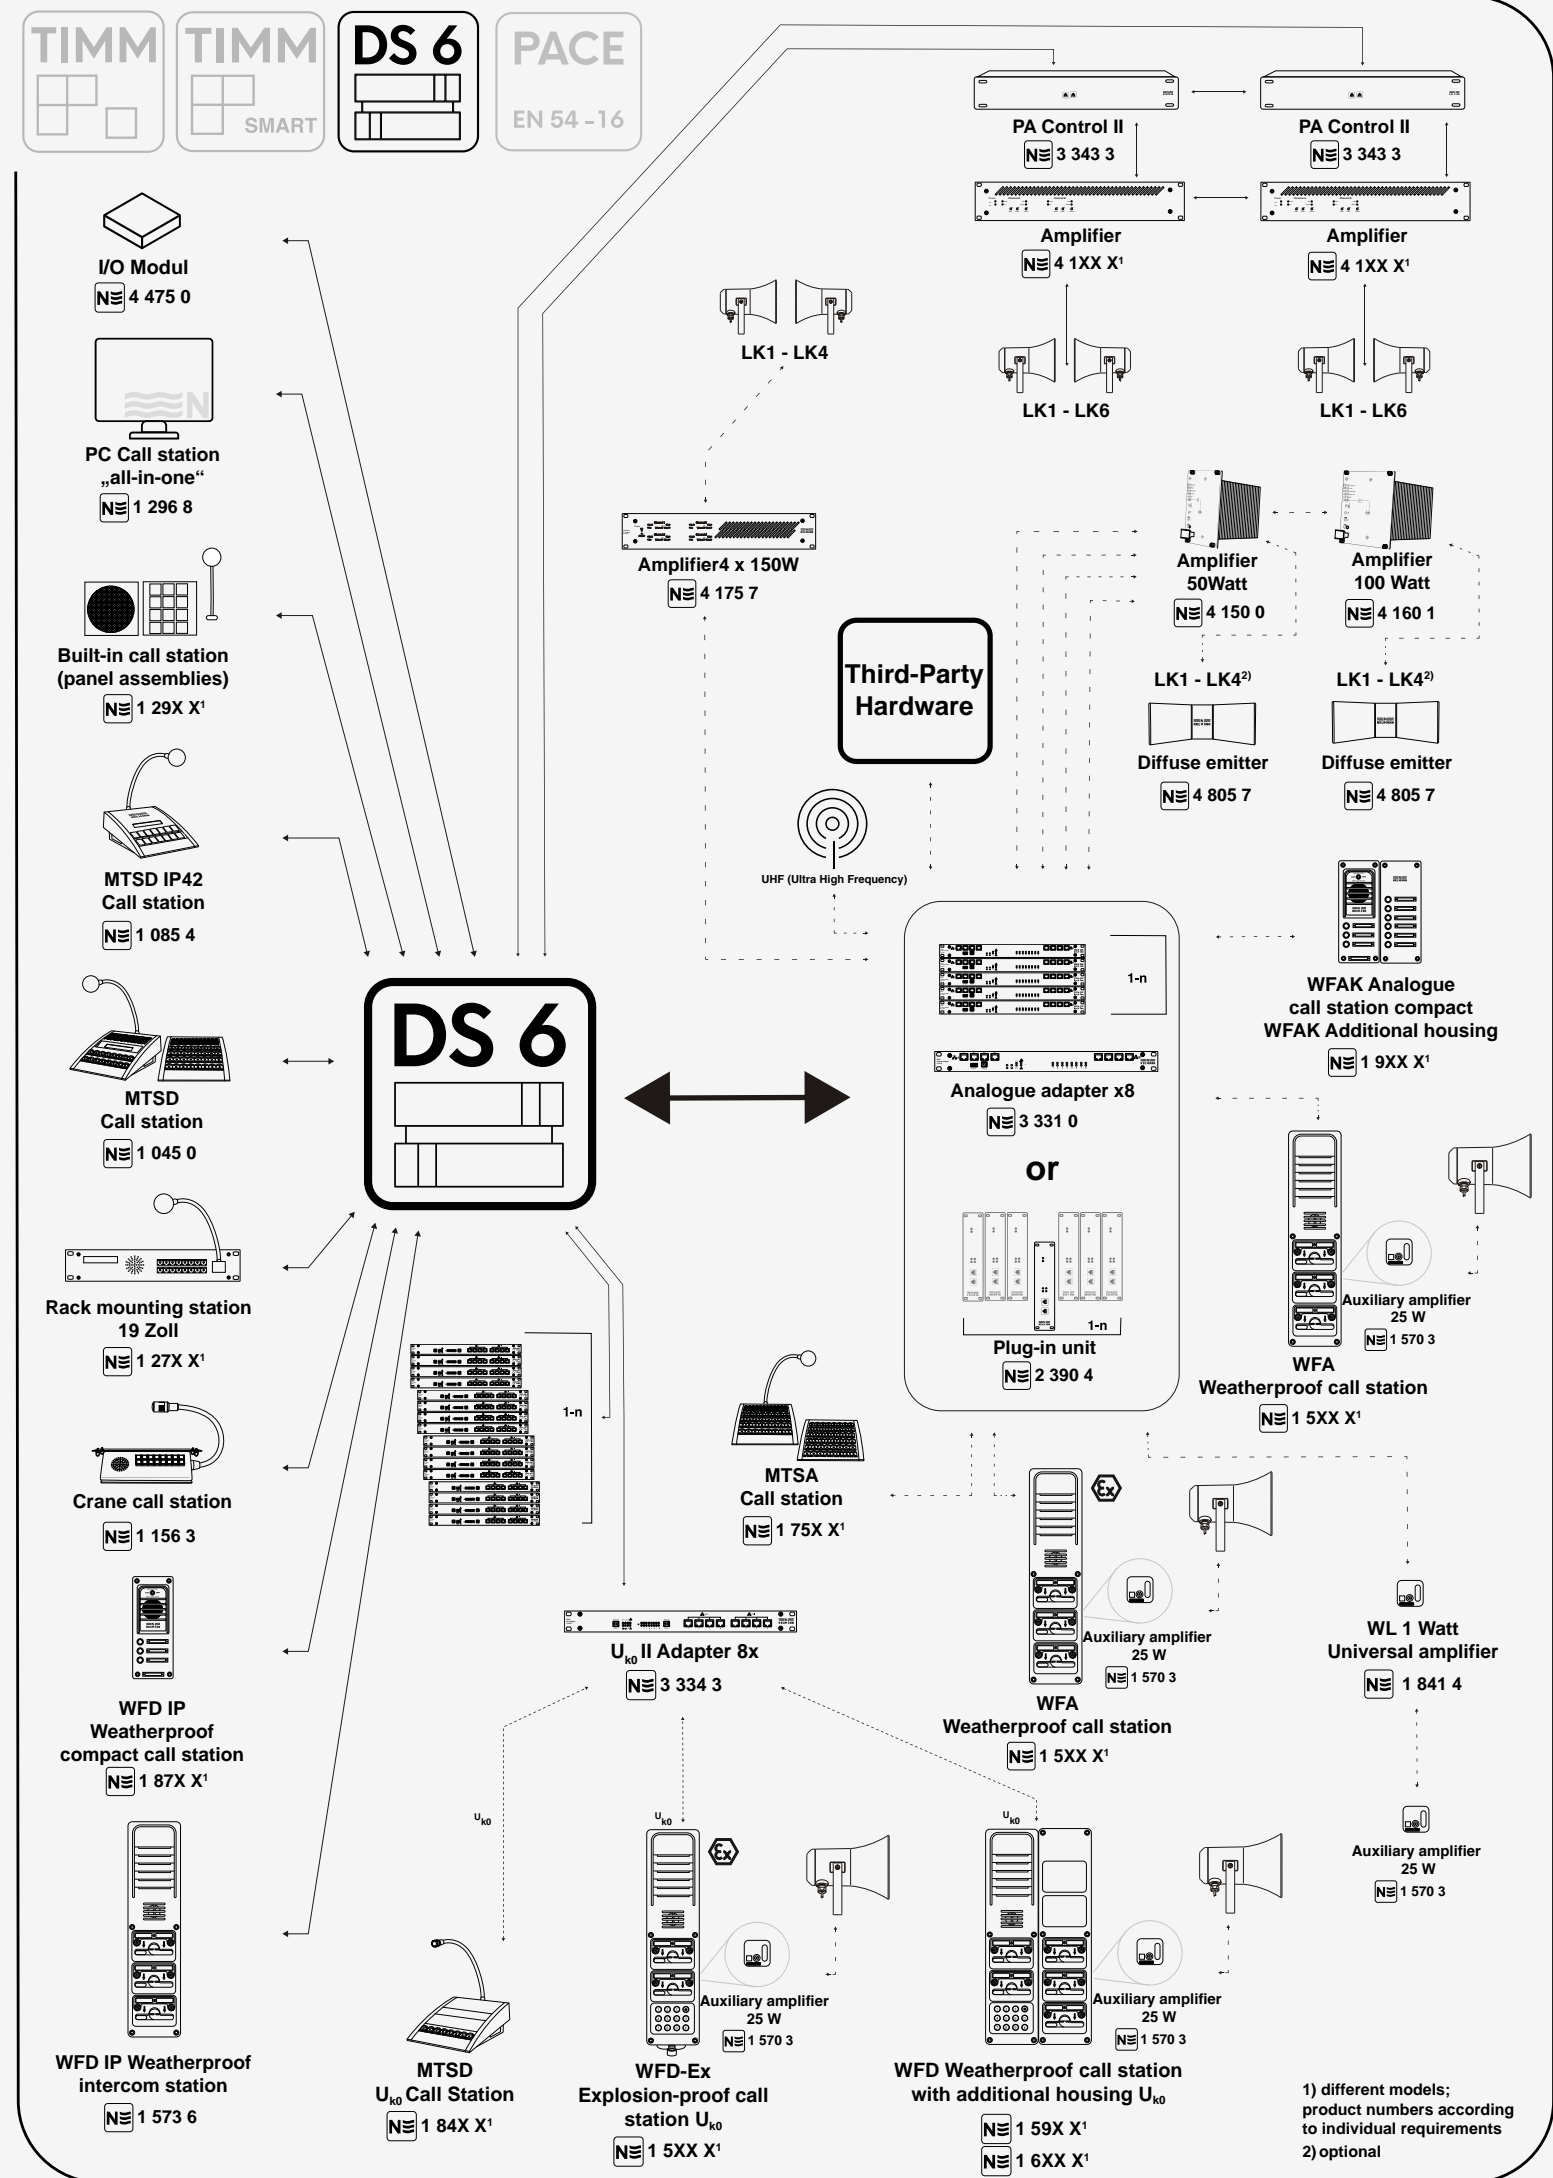 TIMM
TIMM
SMART
DS 6
PACE
EN 54 -16
PA Control II
N 3 343 3
PA Control II
N 3 343 3
Amplifier
N 4 1XX X¹
Amplifier
N 4 1XX X¹
LK1 - LK4
LK1 - LK6
LK1 - LK6
I/O Modul
N 4 475 0
N
PC Call station
„all-in-one“
N 1 296 8
Built-in call station
(panel assemblies)
N 1 29X X¹
MTSD IP42
Call station
N 1 085 4
MTSD
Call station
N 1 045 0
Rack mounting station
19 Zoll
N 1 27X X¹
Crane call station
N 1 156 3
WFD IP
Weatherproof
compact call station
N 1 87X X¹
WFD IP Weatherproof
intercom station
N 1 573 6
DS 6
Amplifier4 x 150W
N 4 175 7
Third-Party
Hardware
UHF (Ultra High Frequency)
Amplifier
50Watt
N 4 150 0
Amplifier
100 Watt
N 4 160 1
LK1 - LK4²⁾
Diffuse emitter
N 4 805 7
LK1 - LK4²⁾
Diffuse emitter
N 4 805 7
1-n
Analogue adapter x8
N 3 331 0
or
1-n
Plug-in unit
N 2 390 4
WFAK Analogue
call station compact
WFAK Additional housing
N 1 9XX X¹
Auxiliary amplifier
25 W
N 1 570 3
WFA
Weatherproof call station
N 1 5XX X¹
1-n
MTSA
Call station
N 1 75X X¹
Ex
Auxiliary amplifier
25 W
N 1 570 3
WFA
Weatherproof call station
N 1 5XX X¹
WL 1 Watt
Universal amplifier
N 1 841 4
Auxiliary amplifier
25 W
N 1 570 3
Uk0 II Adapter 8x
N 3 334 3
Uk0
Uk0
Uk0
MTSD
Uk0 Call Station
N 1 84X X¹
Ex
Auxiliary amplifier
25 W
N 1 570 3
WFD-Ex
Explosion-proof call
station Uk0
N 1 5XX X¹
Auxiliary amplifier
25 W
N 1 570 3
WFD Weatherproof call station
with additional housing Uk0
N 1 59X X¹
N 1 6XX X¹
1) different models;
product numbers according
to individual requirements
2) optional